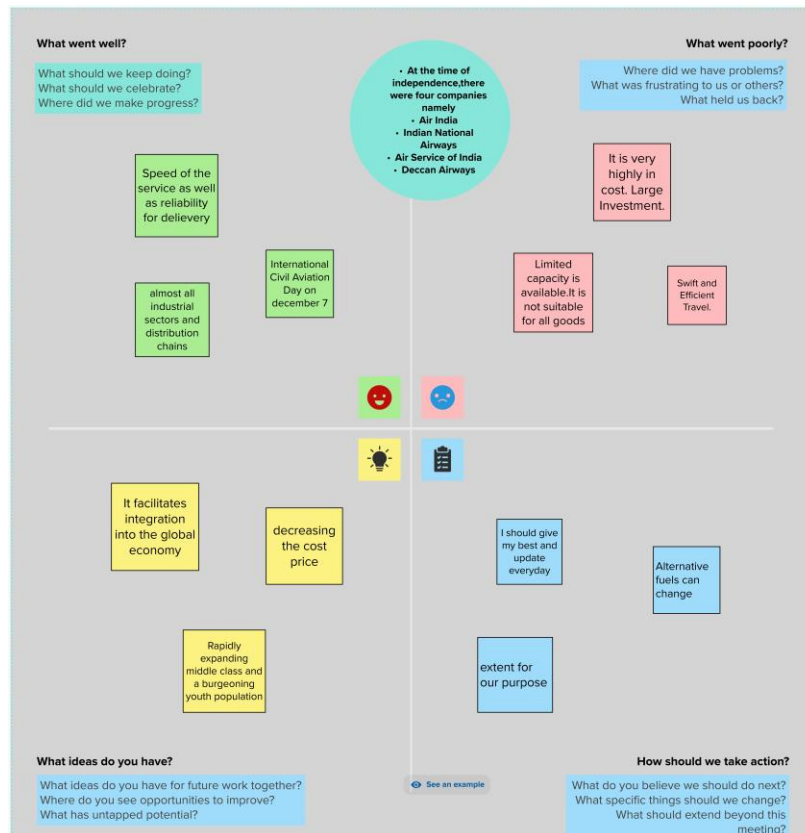 What went well?
What should we keep doing?
What should we celebrate?
Where did we make progress?
• At the time of
independence,there
were four companies
namely
• Air India
• Indian National
Airways
• Air Service of India
• Deccan Airways
What went poorly?
Where did we have problems?
What was frustrating to us or others?
What held us back?
Speed of the
service as well
as reliability
for delievery
International
Civil Aviation
Day on
december 7
almost all
industrial
sectors and
distribution
chains
It is very
highly in
cost. Large
Investment.
Limited
capacity is
available.It is
not suitable
for all goods
Swift and
Efficient
Travel.
It facilitates
integration
into the global
economy
decreasing
the cost
price
Rapidly
expanding
middle class and
a burgeoning
youth population
I should give
my best and
update
everyday
Alternative
fuels can
change
extent for
our purpose
What ideas do you have?
What ideas do you have for future work together?
Where do you see opportunities to improve?
What has untapped potential?
See an example
How should we take action?
What do you believe we should do next?
What specific things should we change?
What should extend beyond this
meeting?